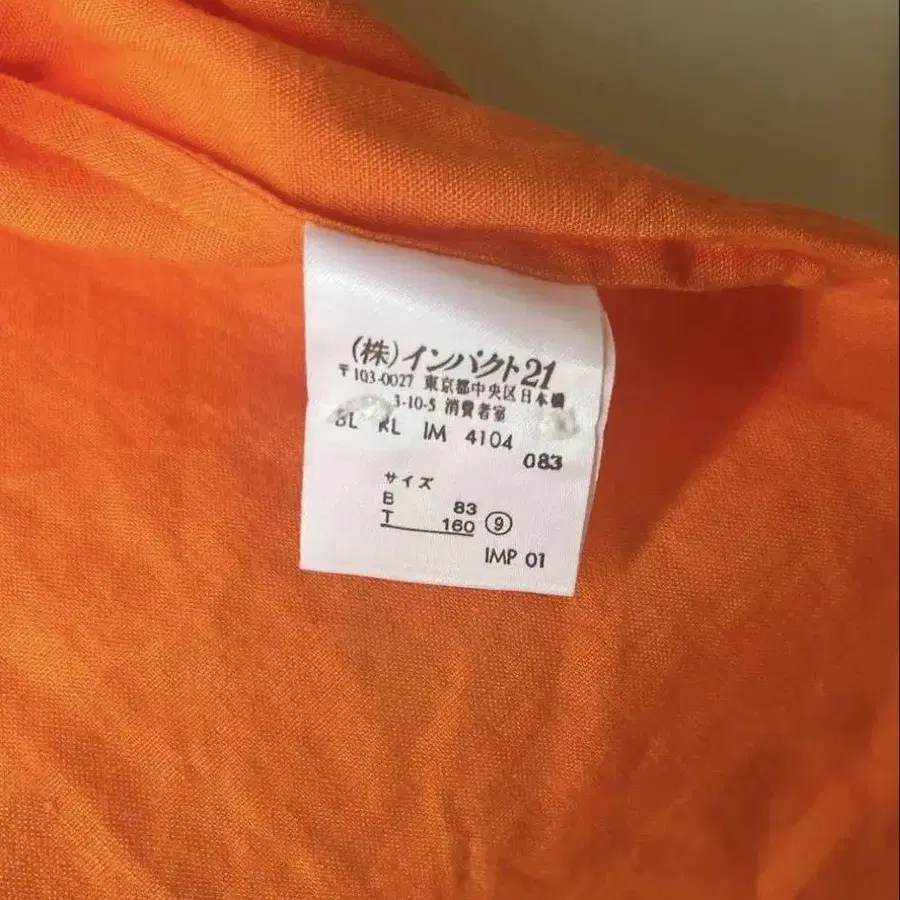 (株)インパクト21
〒103-0027 東京都中央区日本橋
3-10-5 消費者室
BL RL IM 4104
083
サイズ
B 83
T 160 ⑨
IMP 01